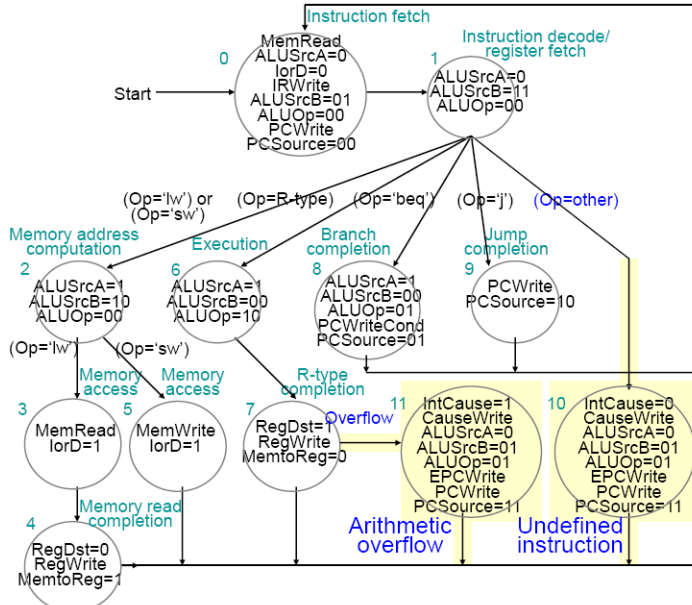 Instruction fetch
0
MemRead
ALUSrcA=0
IorD=0
IRWrite
ALUSrcB=01
ALUOp=00
PCWrite
PCSource=00
Start
Instruction decode/
register fetch
1
ALUSrcA=0
ALUSrcB=11
ALUOp=00
(Op=‘lw’) or
(Op=‘sw’)
(Op=R-type)
(Op=‘beq’)
(Op=‘j’)
(Op=other)
Memory address
computation
2
ALUSrcA=1
ALUSrcB=10
ALUOp=00
Execution
6
ALUSrcA=1
ALUSrcB=00
ALUOp=10
Branch
completion
8
ALUSrcA=1
ALUSrcB=00
ALUOp=01
PCWriteCond
PCSource=01
Jump
completion
9
PCWrite
PCSource=10
(Op=‘lw’)
(Op=‘sw’)
Memory
access
3
MemRead
IorD=1
Memory
access
5
MemWrite
IorD=1
R-type
completion
7
RegDst=1
RegWrite
MemtoReg=0
Overflow
11
IntCause=1
CauseWrite
ALUSrcA=0
ALUSrcB=01
ALUOp=01
EPCWrite
PCWrite
PCSource=11
10
IntCause=0
CauseWrite
ALUSrcA=0
ALUSrcB=01
ALUOp=01
EPCWrite
PCWrite
PCSource=11
Memory read
completion
4
RegDst=0
RegWrite
MemtoReg=1
Arithmetic
overflow
Undefined
instruction